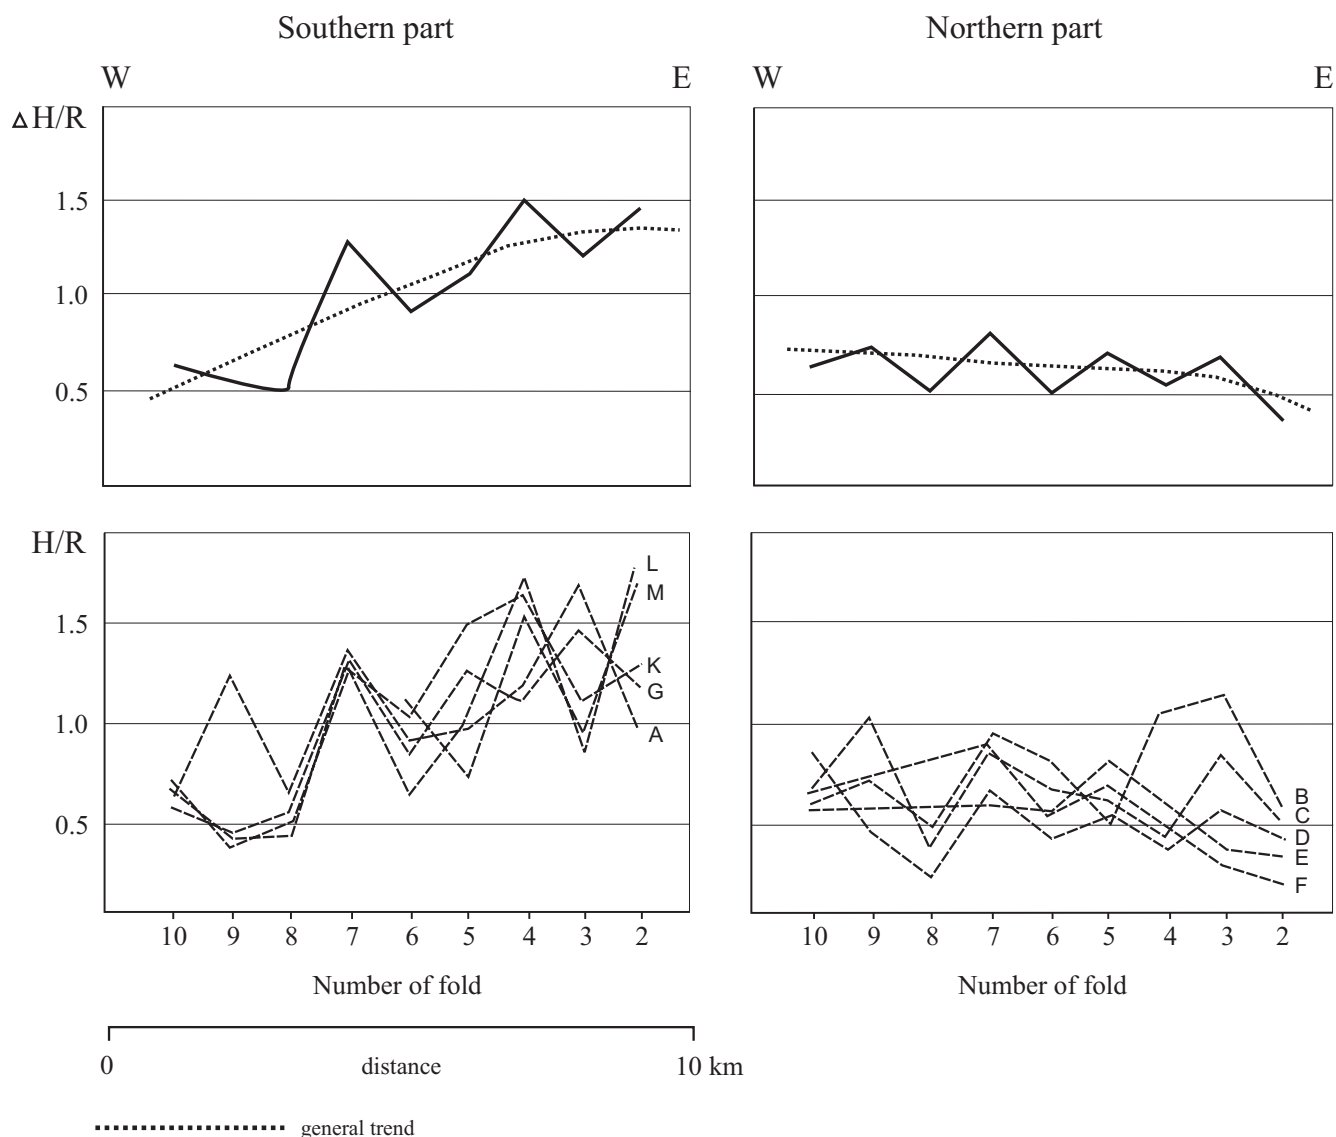 Southern part
Northern part
W
E
W
E
△ H/R
1.5
1.0
0.5
H/R
1.5
1.0
0.5
L
M
K
G
A
B
C
D
E
F
10 9 8 7 6 5 4 3 2
10 9 8 7 6 5 4 3 2
Number of fold
Number of fold
0 distance 10 km
general trend